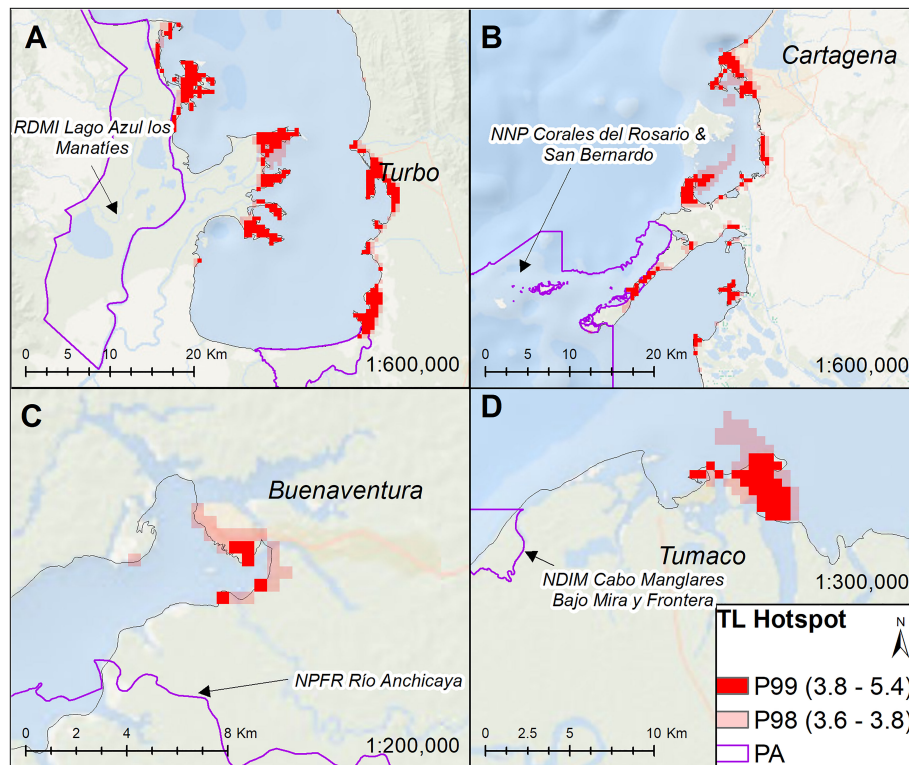 A
RDMI Lago Azul los
Manatíes
Turbo
0 5 10 20 Km
1:600,000
B
Cartagena
NNP Corales del Rosario &
San Bernardo
0 5 10 20 Km
1:600,000
C
Buenaventura
NPFR Río Anchicaya
0 2 4 8 Km
1:200,000
D
Tumaco
NDIM Cabo Manglares
Bajo Mira y Frontera
1:300,000
0 2.5 5 10 Km
TL Hotspot
N
P99 (3.8 - 5.4)
P98 (3.6 - 3.8)
PA